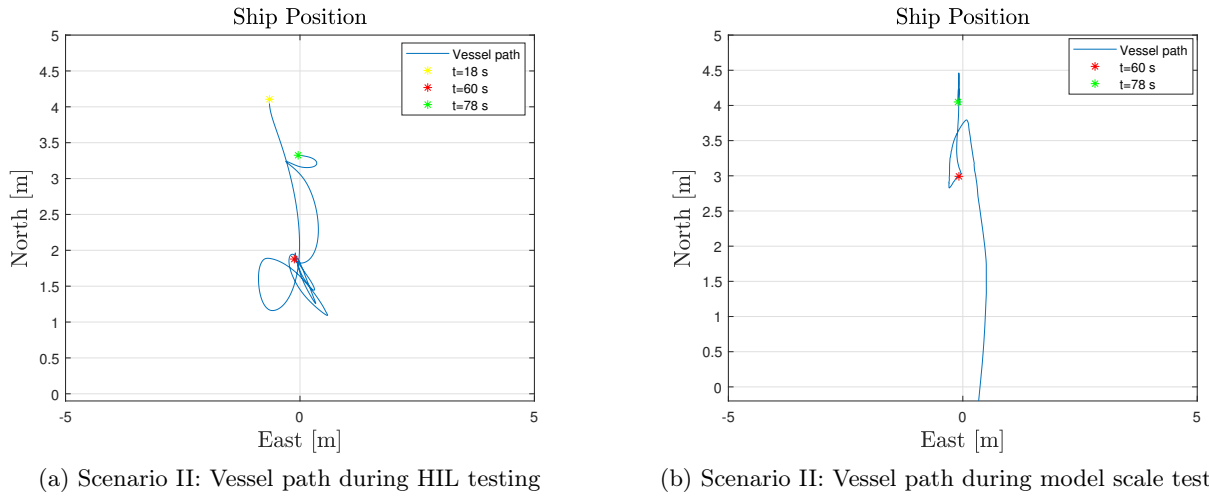 Ship Position
5
4.5
4
3.5
3
2.5
2
1.5
1
0.5
0
-5
0
5
North [m]
East [m]
Vessel path
t=18 s
t=60 s
t=78 s
(a) Scenario II: Vessel path during HIL testing
Ship Position
5
4.5
4
3.5
3
2.5
2
1.5
1
0.5
0
-5
0
5
North [m]
East [m]
Vessel path
t=60 s
t=78 s
(b) Scenario II: Vessel path during model scale test